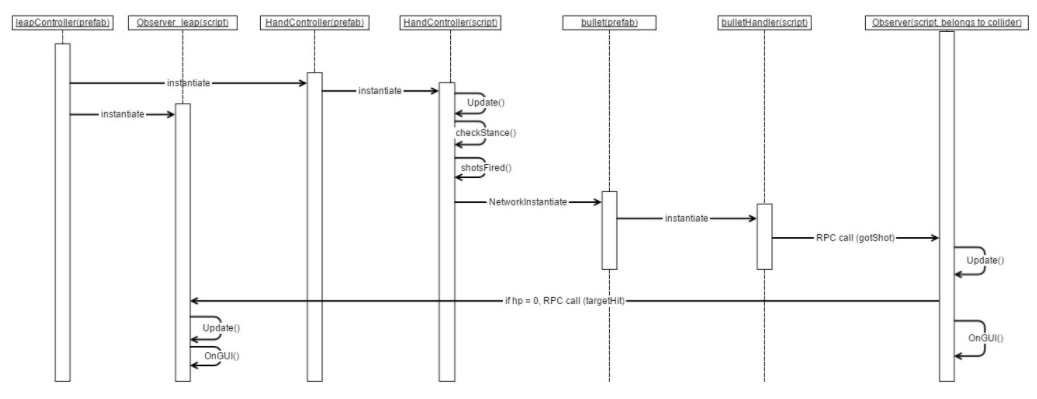 leapController(prefab)
Observer_leap(script)
HandController(prefab)
HandController(script)
bullet(prefab)
bulletHandler(script)
Observer(script, belongs to collider)
instantiate
instantiate
Update()
instantiate
checkStance()
shotsFired()
NetworkInstantiate
instantiate
RPC call (gotShot)
Update()
if hp = 0, RPC call (targetHit)
Update()
OnGUI()
OnGUI()